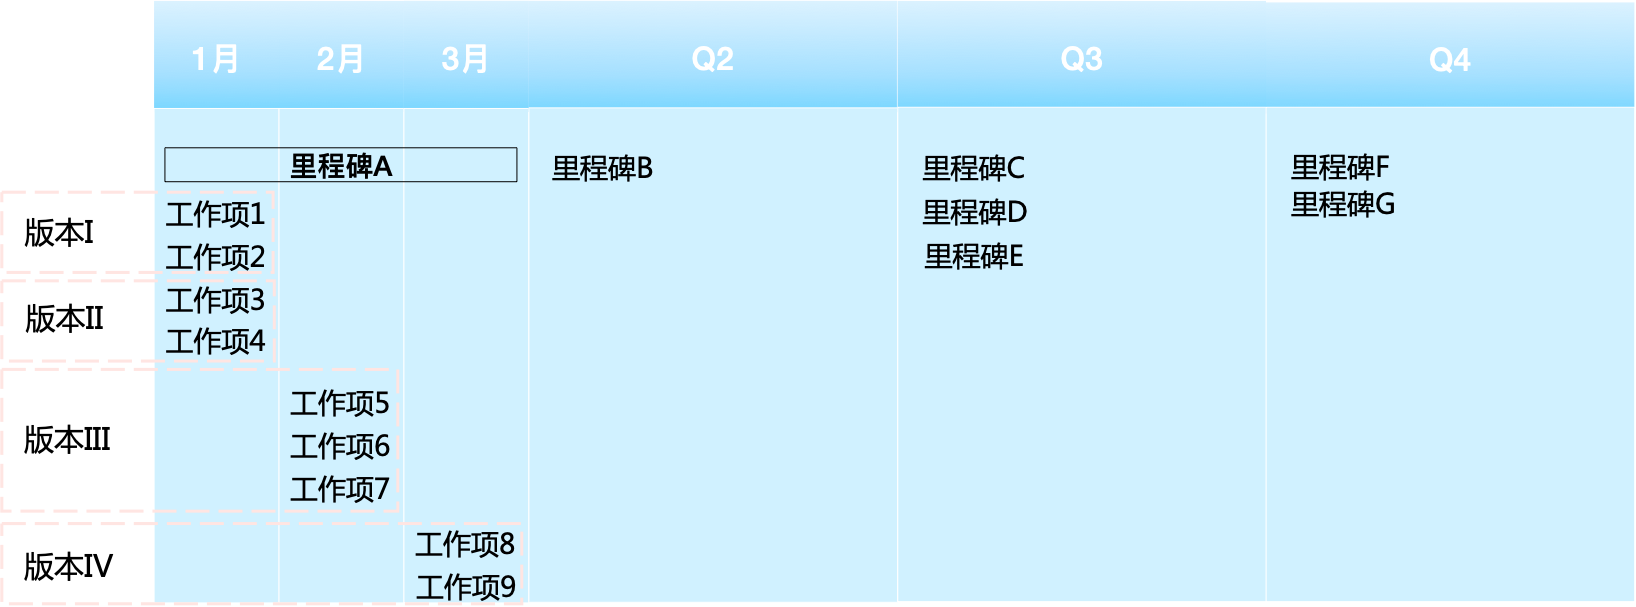 1月 2月 3月 Q2 Q3 Q4
里程碑A 里程碑B 里程碑C 里程碑F
里程碑D 里程碑G
里程碑E
版本I
工作项1
工作项2
版本II
工作项3
工作项4
版本III
工作项5
工作项6
工作项7
版本IV
工作项8
工作项9